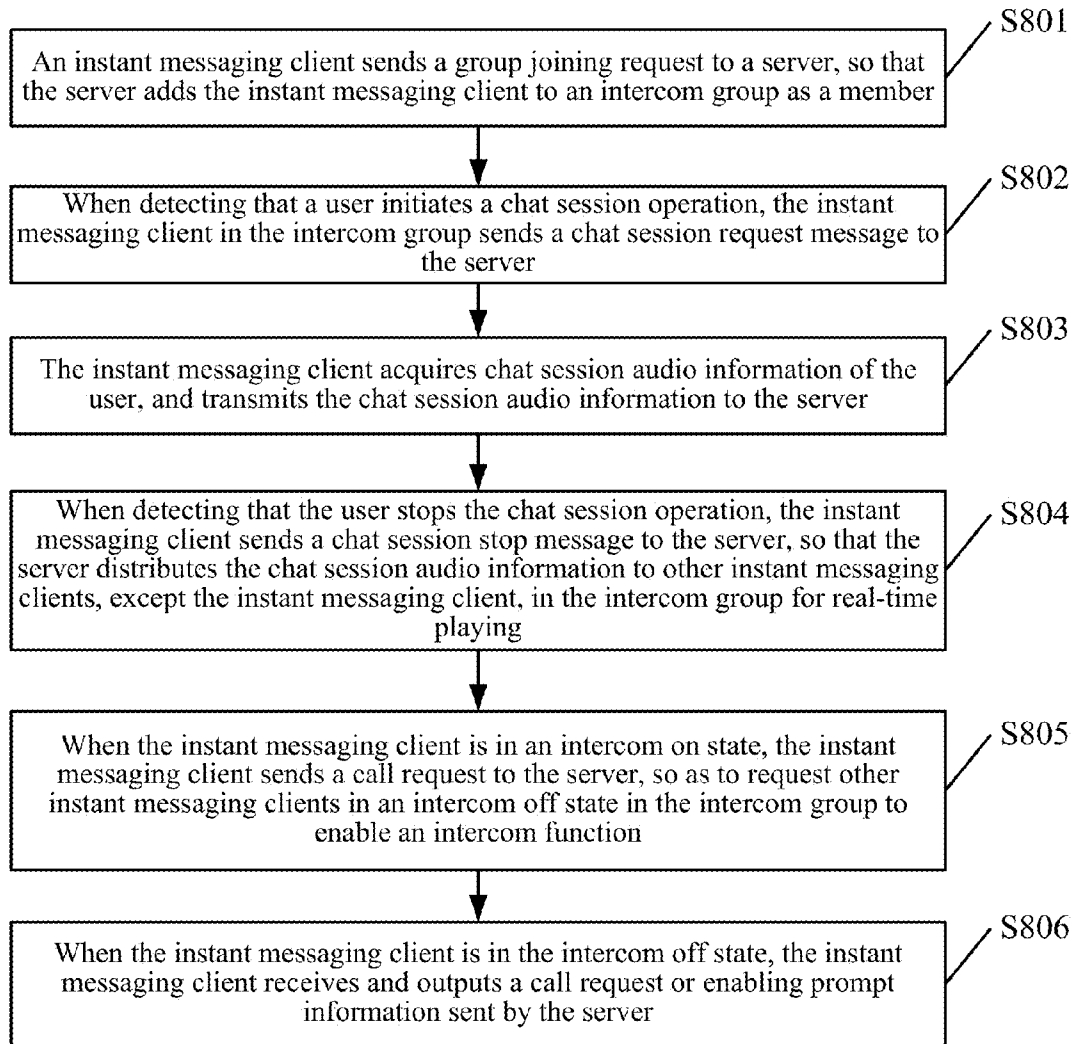 S801
An instant messaging client sends a group joining request to a server, so that
the server adds the instant messaging client to an intercom group as a member
S802
When detecting that a user initiates a chat session operation, the instant
messaging client in the intercom group sends a chat session request message to
the server
S803
The instant messaging client acquires chat session audio information of the
user, and transmits the chat session audio information to the server
S804
When detecting that the user stops the chat session operation, the instant
messaging client sends a chat session stop message to the server, so that the
server distributes the chat session audio information to other instant messaging
clients, except the instant messaging client, in the intercom group for real-time
playing
S805
When the instant messaging client is in an intercom on state, the instant
messaging client sends a call request to the server, so as to request other
instant messaging clients in an intercom off state in the intercom group to
enable an intercom function
S806
When the instant messaging client is in the intercom off state, the instant
messaging client receives and outputs a call request or enabling prompt
information sent by the server